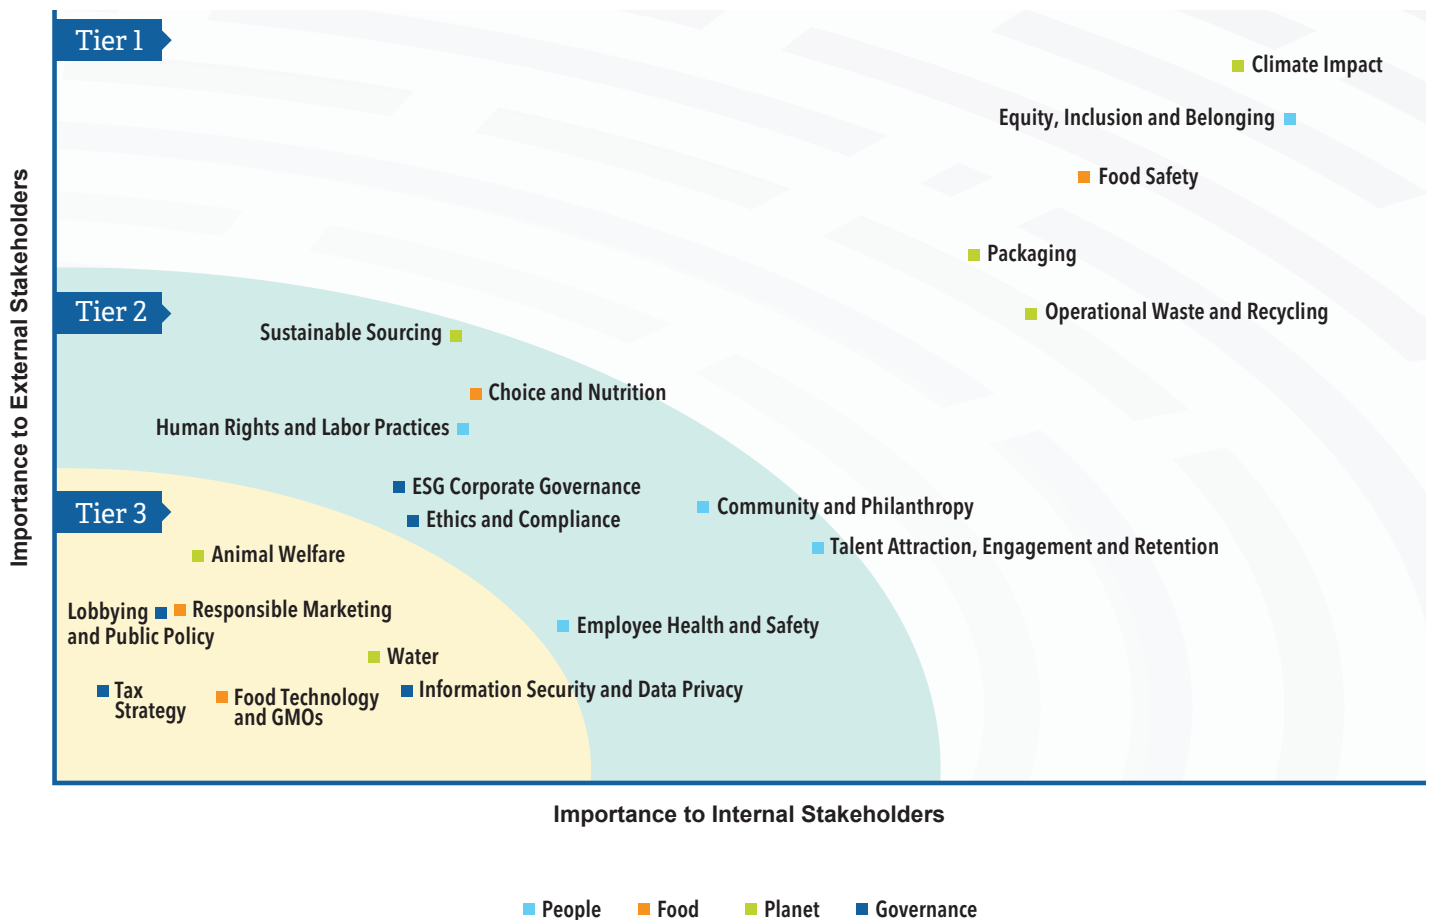 Tier 1
Climate Impact
Equity, Inclusion and Belonging
Food Safety
Packaging
Operational Waste and Recycling
Tier 2
Sustainable Sourcing
Choice and Nutrition
Human Rights and Labor Practices
ESG Corporate Governance
Ethics and Compliance
Community and Philanthropy
Talent Attraction, Engagement and Retention
Tier 3
Animal Welfare
Lobbying
and Public Policy
Responsible Marketing
Employee Health and Safety
Water
Tax
Strategy
Food Technology
and GMOs
Information Security and Data Privacy
Importance to External Stakeholders
Importance to Internal Stakeholders
People
Food
Planet
Governance